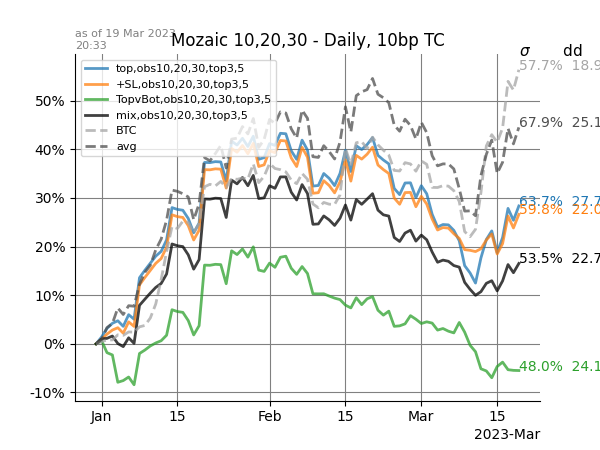 as of 19 Mar 2023
20:33
Mozaic 10,20,30 - Daily, 10bp TC
σ dd
top,obs10,20,30,top3,5
+SL,obs10,20,30,top3,5
TopvBot,obs10,20,30,top3,5
mix,obs10,20,30,top3,5
BTC
avg
57.7% 18.9
67.9% 25.1
63.7% 27.7
59.8% 22.0
53.5% 22.7
48.0% 24.1
50%
40%
30%
20%
10%
0%
-10%
Jan 15 Feb 15 Mar 15
2023-Mar